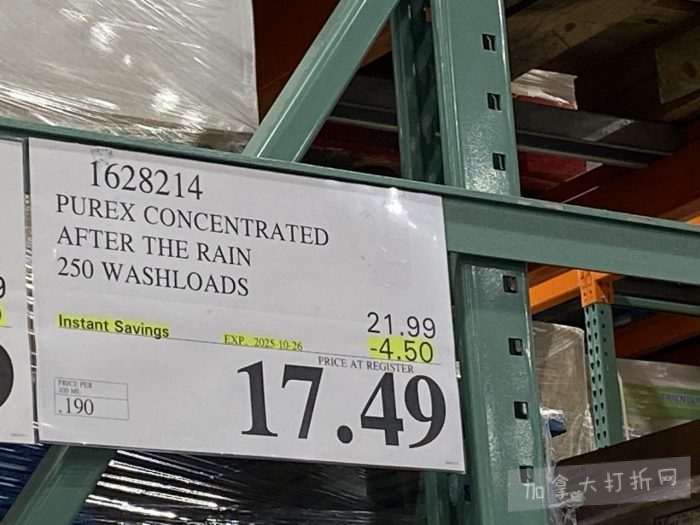 1628214
PUREX CONCENTRATED
AFTER THE RAIN
250 WASHLOADS
21.99
Instant Savings EXP. 2025-10-26 -4.50
PRICE AT REGISTER
17.49
PRICE PER
100 ML
.190
加拿大打折网